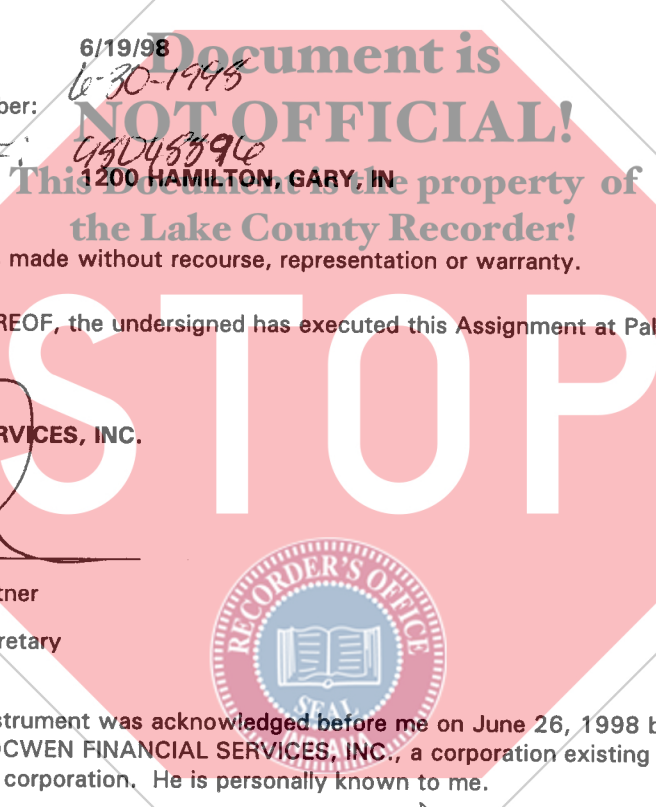 6/19/98
Document is
6-30-1998
ber:
NOT OFFICIAL!
98048396
This Document is the property of
1200 HAMILTON, GARY, IN
the Lake County Recorder!
made without recourse, representation or warranty.
REOF, the undersigned has executed this Assignment at Pal
STOP
RVICES, INC.
RECORDER'S OFFICE
tner
retary
SEAL
INDIANA
strument was acknowledged before me on June 26, 1998 b
OCWEN FINANCIAL SERVICES, INC., a corporation existing
corporation. He is personally known to me.